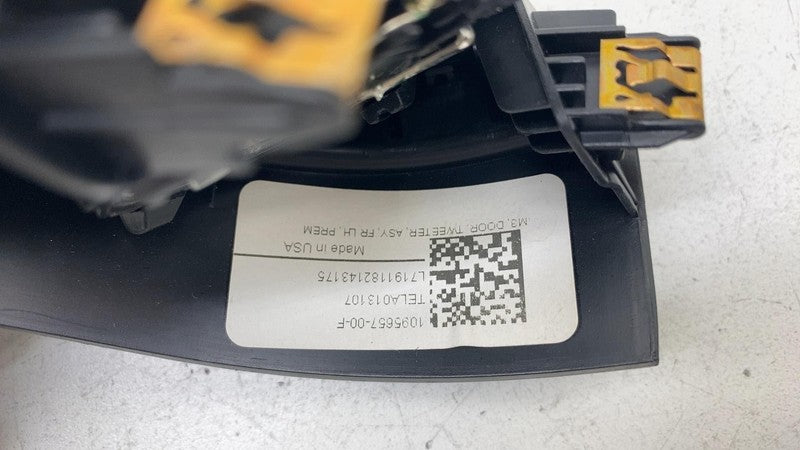 1095657-00-F
TELA013107
L7191182143175
Made in USA
M3, DOOR, TWEETER, ASY, FR LH, PREM